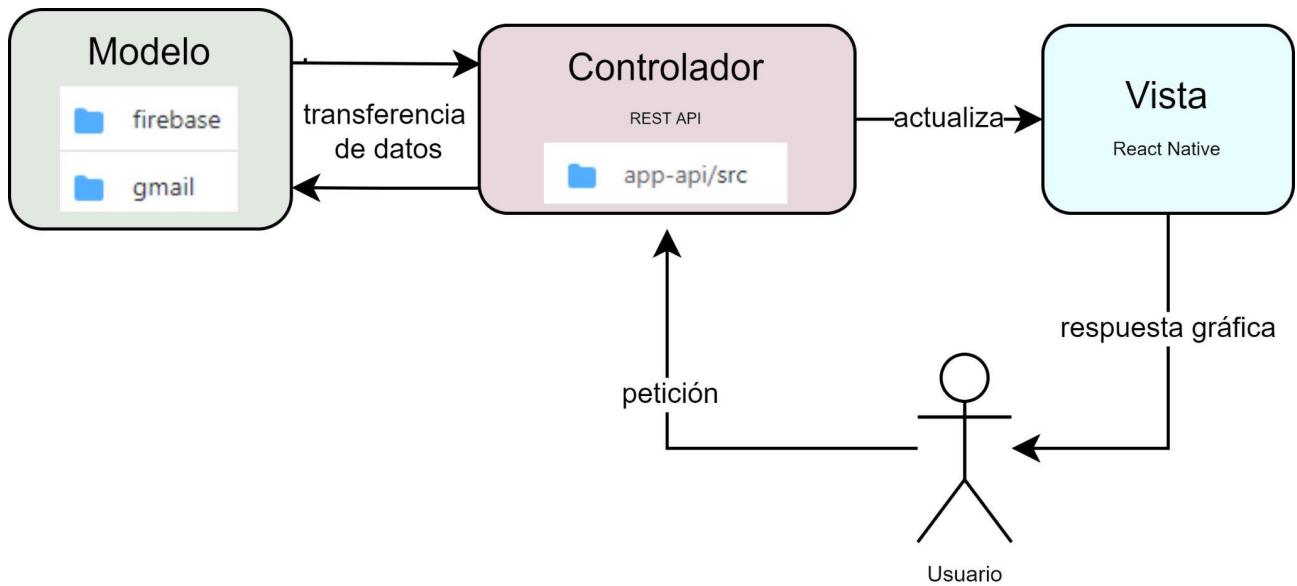 Modelo
firebase
gmail
transferencia
de datos
Controlador
REST API
app-api/src
actualiza
Vista
React Native
respuesta gráfica
petición
Usuario